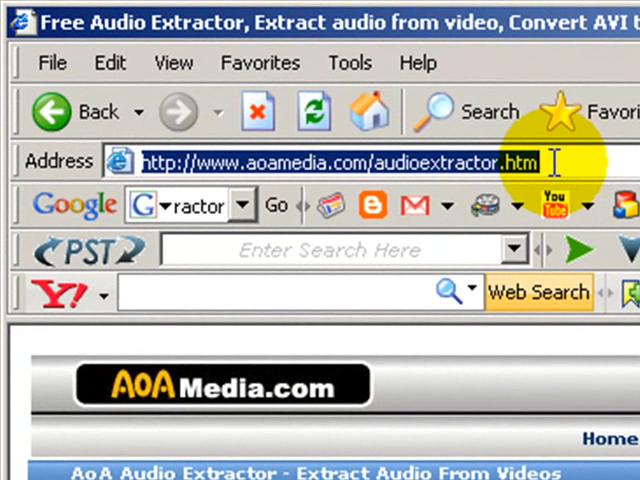 Free Audio Extractor, Extract audio from video, Convert AVI t
File Edit View Favorites Tools Help
Back Search Favori
Address http://www.aoamedia.com/audioextractor.htm
Google G ractor Go You Tube
PST Enter Search Here
Y! Web Search
AoA Media.com
Home
AoA Audio Extractor - Extract Audio From Videos